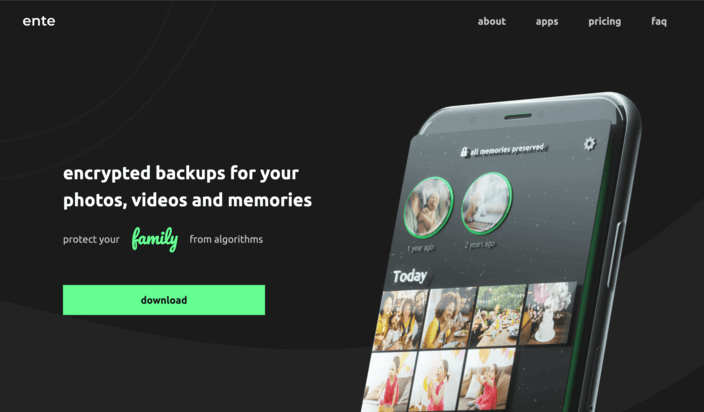 ente
about apps pricing faq
encrypted backups for your
photos, videos and memories
protect your family from algorithms
download
all memories preserved
1 year ago 2 years ago
Today